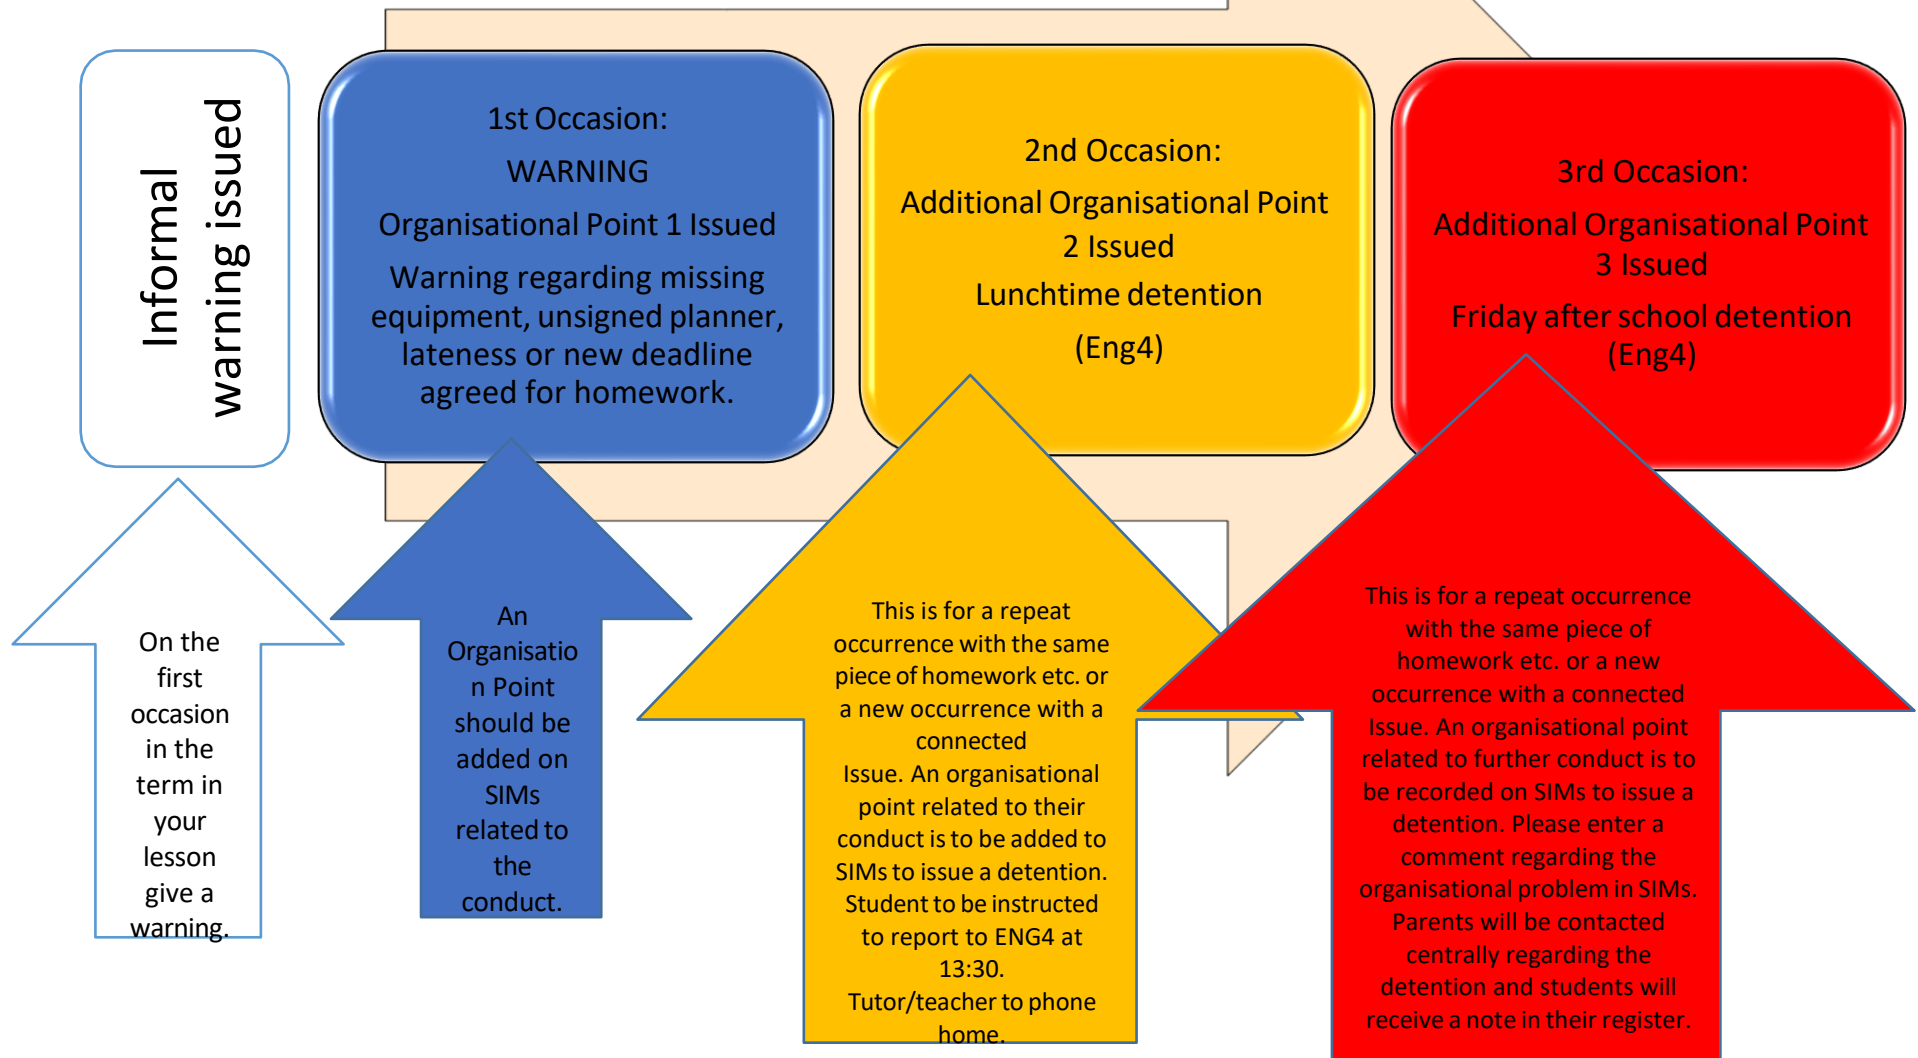 Informal
warning issued
1st Occasion:
WARNING
Organisational Point 1 Issued
Warning regarding missing
equipment, unsigned planner,
lateness or new deadline
agreed for homework.
2nd Occasion:
Additional Organisational Point
2 Issued
Lunchtime detention
(Eng4)
3rd Occasion:
Additional Organisational Point
3 Issued
Friday after school detention
(Eng4)
On the
first
occasion
in the
term in
your
lesson
give a
warning.
An
Organisatio
n Point
should be
added on
SIMs
related to
the
conduct.
This is for a repeat
occurrence with the same
piece of homework etc. or
a new occurrence with a
connected
Issue. An organisational
point related to their
conduct is to be added to
SIMs to issue a detention.
Student to be instructed
to report to ENG4 at
13:30.
Tutor/teacher to phone
home.
This is for a repeat occurrence
with the same piece of
homework etc. or a new
occurrence with a connected
Issue. An organisational point
related to further conduct is to
be recorded on SIMs to issue a
detention. Please enter a
comment regarding the
organisational problem in SIMs.
Parents will be contacted
centrally regarding the
detention and students will
receive a note in their register.